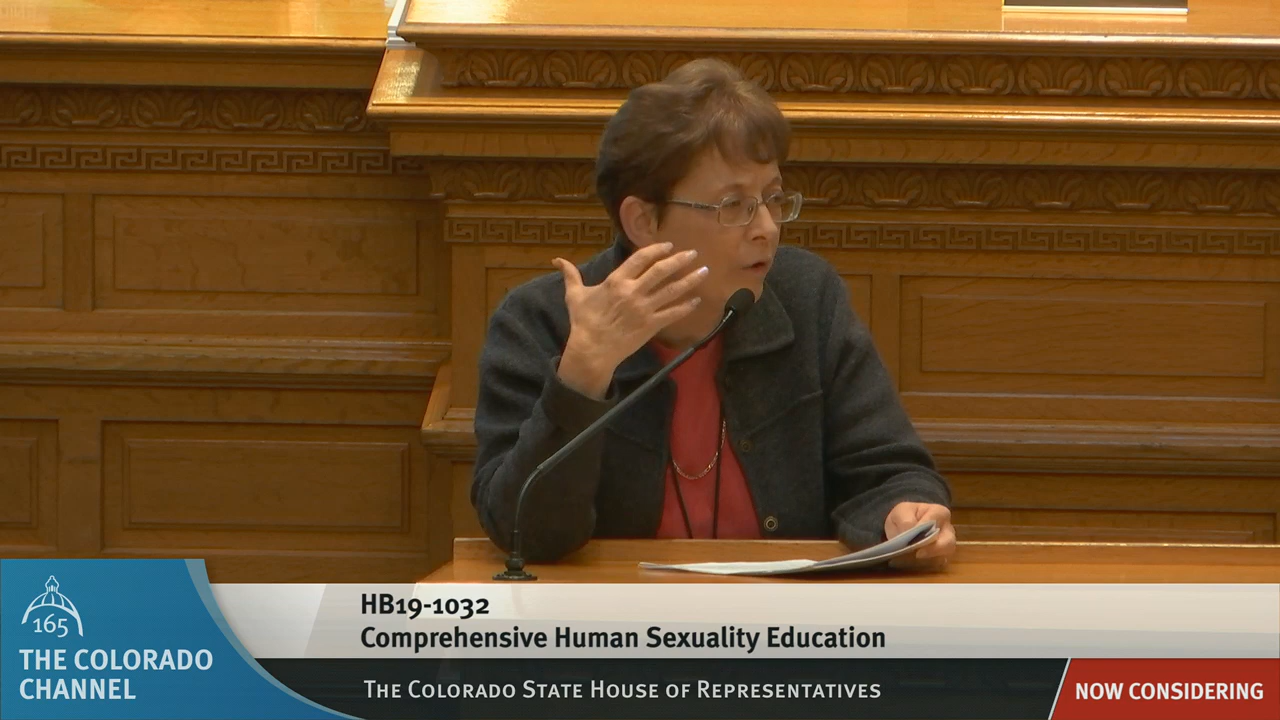 HB19-1032
Comprehensive Human Sexuality Education
165
THE COLORADO
CHANNEL
THE COLORADO STATE HOUSE OF REPRESENTATIVES
NOW CONSIDERING